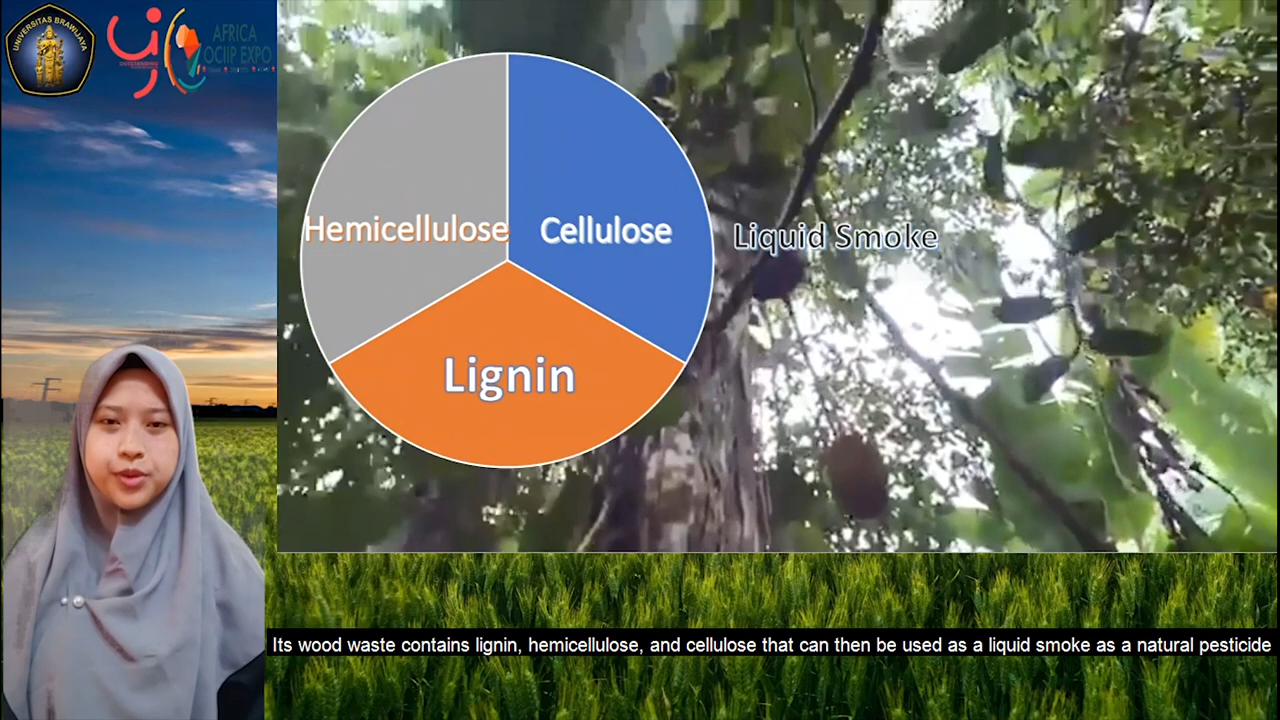 UNIVERSITAS BRAWIJAYA
AFRICA
OCIIP EXPO
Hemicellulose
Cellulose
Liquid Smoke
Lignin
Its wood waste contains lignin, hemicellulose, and cellulose that can then be used as a liquid smoke as a natural pesticide